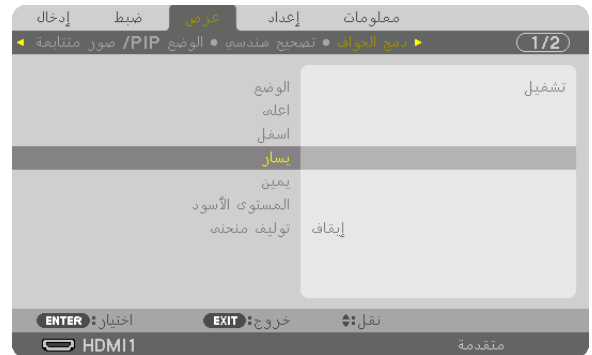 إدخال ضبط عرض إعداد معلومات
◀ دمج الحواف ● تصحيح هندسي ● الوضع PIP/ صور متتابعة ▶ 1/2
الوضع تشغيل
اعلى
اسفل
يسار
يمين
المستوى الأسود
توليف منحنى إيقاف
ENTER :اختيار EXIT :خروج نقل:
HDMI1 متقدمة